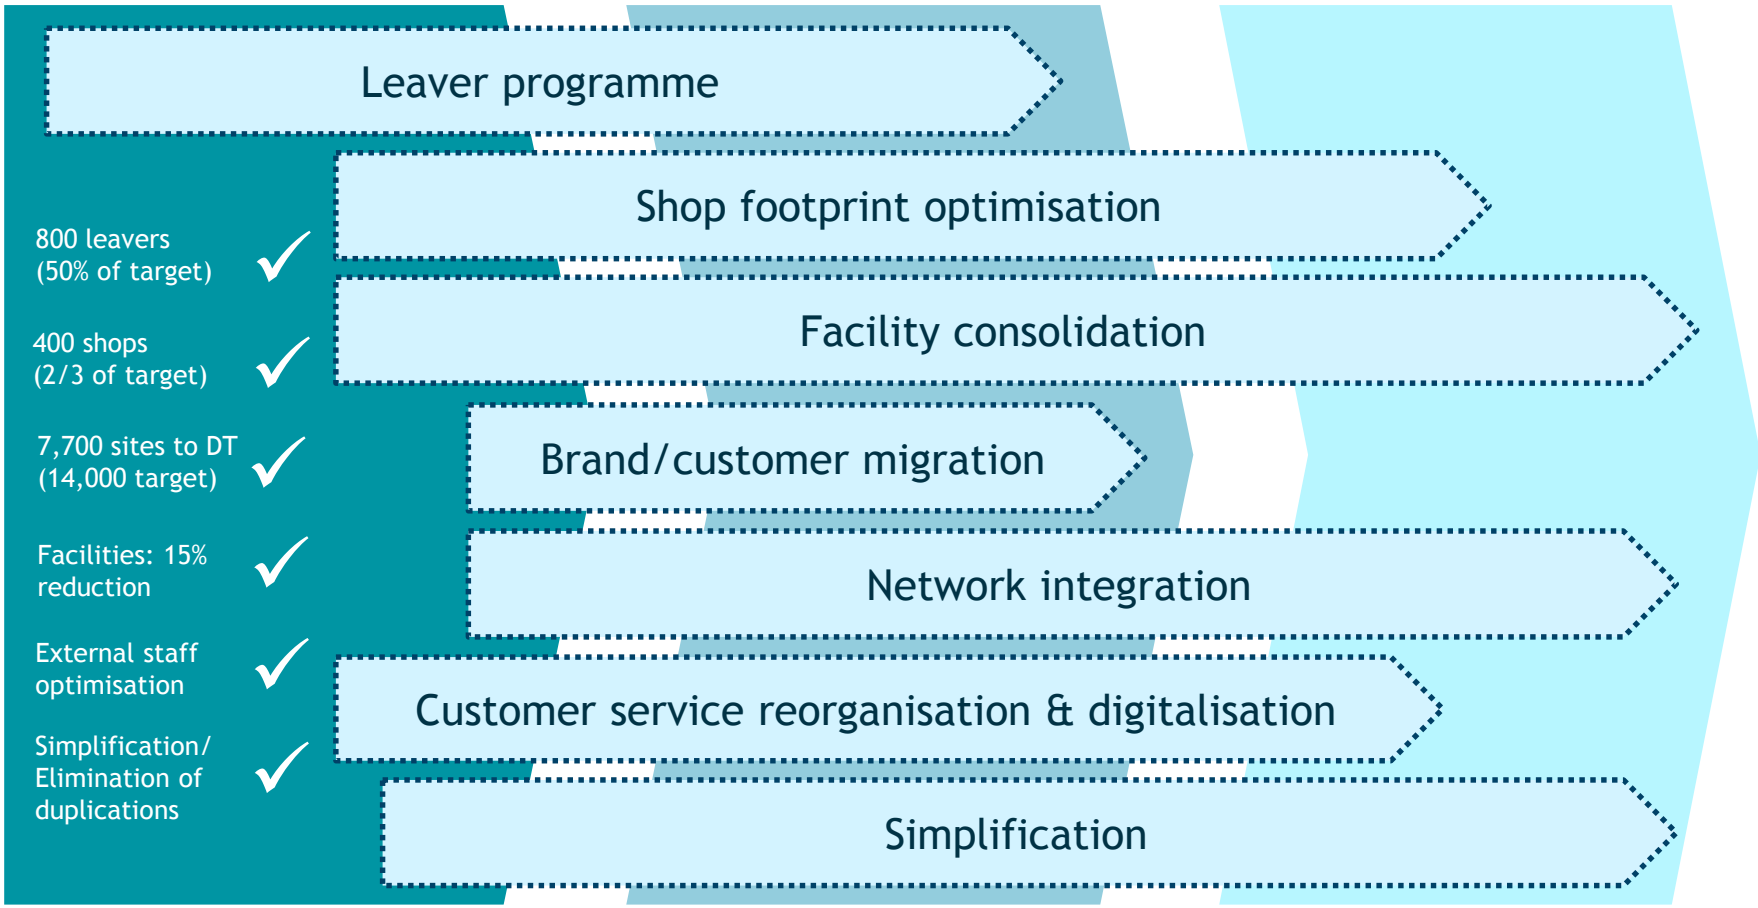 Leaver programme
Shop footprint optimisation
800 leavers
(50% of target)
Facility consolidation
400 shops
(2/3 of target)
Brand/customer migration
7,700 sites to DT
(14,000 target)
Network integration
Facilities: 15%
reduction
External staff
optimisation
Customer service reorganisation & digitalisation
Simplification/
Elimination of
duplications
Simplification